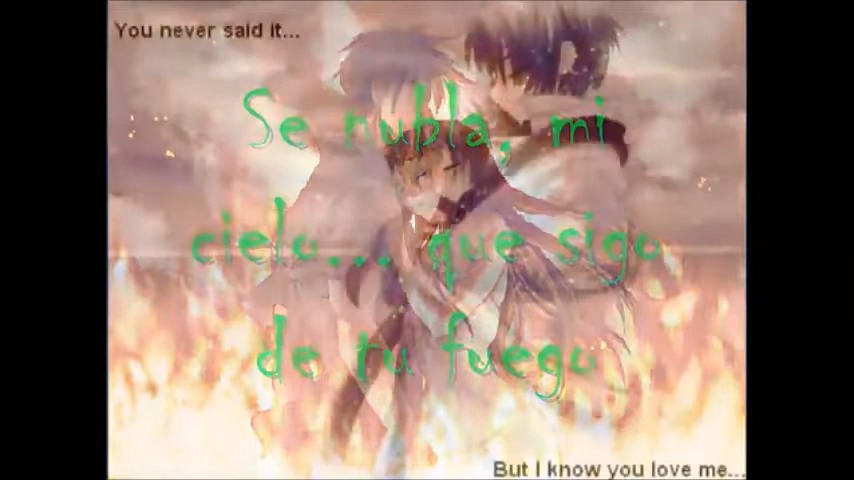 You never said it...
Se nubla, mi
cielo... que sigo
de tu fuego
But I know you love me...